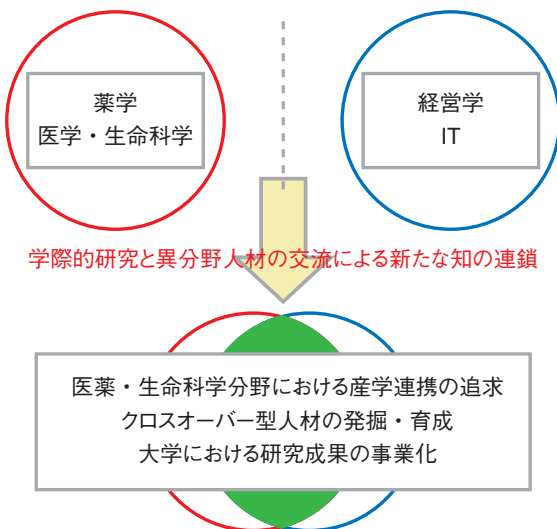 薬学
医学・生命科学
経営学
IT
学際的研究と異分野人材の交流による新たな知の連鎖
医薬・生命科学分野における産学連携の追求
クロスオーバー型人材の発掘・育成
大学における研究成果の事業化